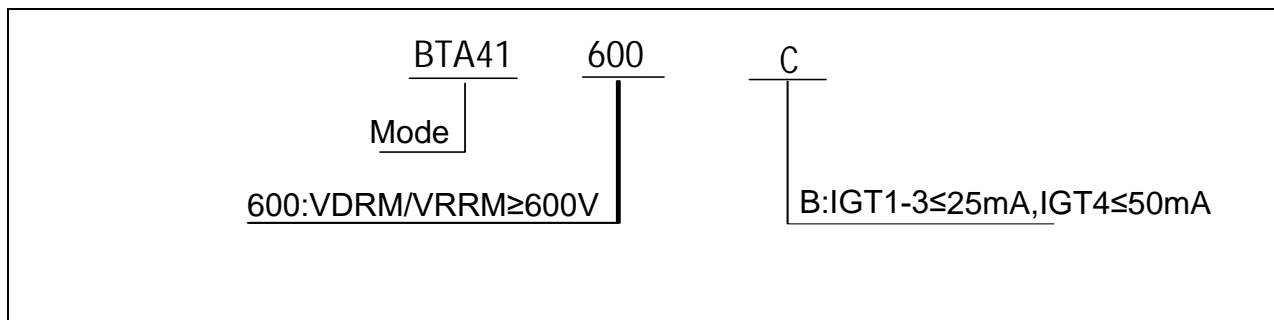 BTA41 600 C
Mode
600:VDRM/VRRM≥600V B:IGT1-3≤25mA,IGT4≤50mA